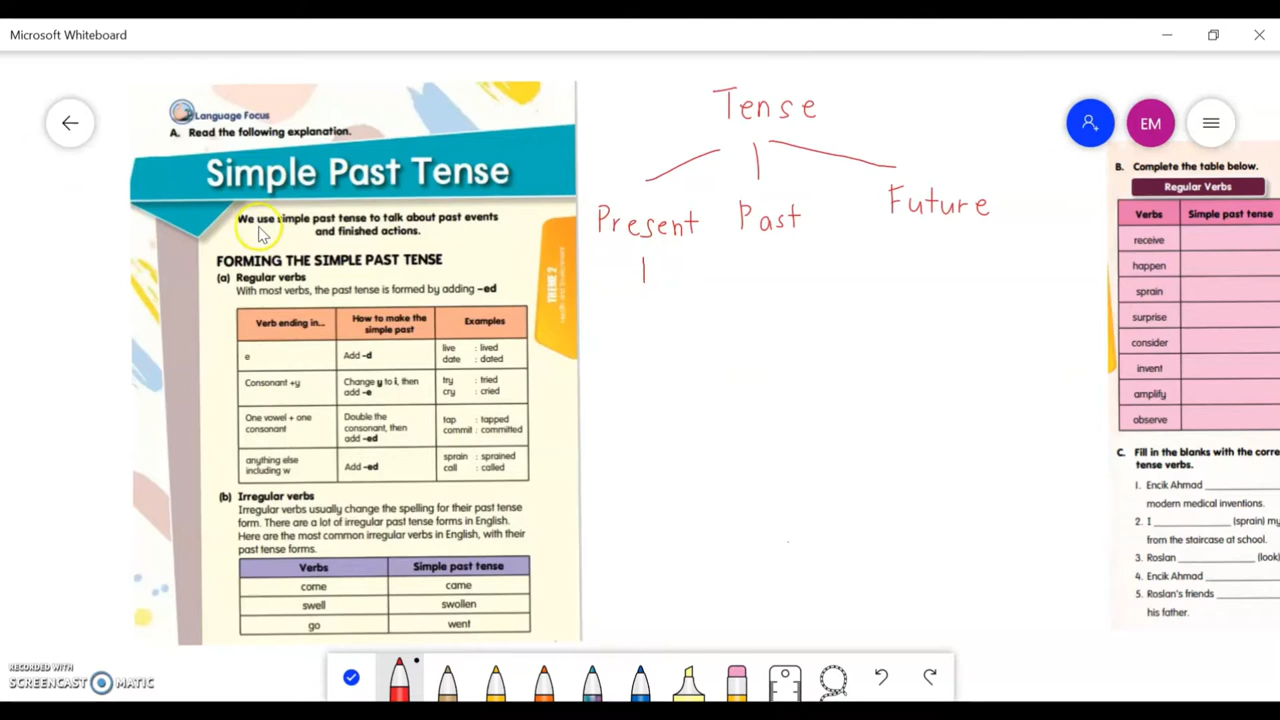 Microsoft Whiteboard
Language Focus
A. Read the following explanation.
Simple Past Tense
We use simple past tense to talk about past events
and finished actions.
FORMING THE SIMPLE PAST TENSE
(a) Regular verbs
With most verbs, the past tense is formed by adding –ed
Verb ending in... How to make the simple past Examples
e Add -d live : lived
date : dated
Consonant +y Change y to i, then add -e try : tried
cry : cried
One vowel + one consonant Double the consonant, then add -ed tap : tapped
commit : committed
anything else including w Add -ed sprain : sprained
call : called
(b) Irregular verbs
Irregular verbs usually change the spelling for their past tense
form. There are a lot of irregular past tense forms in English.
Here are the most common irregular verbs in English, with their
past tense forms.
Verbs Simple past tense
come came
swell swollen
go went
THEME 2
Tense
Present Past Future
EM
B. Complete the table below.
Regular Verbs
Verbs Simple past tense
receive
happen
sprain
surprise
consider
invent
amplify
observe
C. Fill in the blanks with the corre
tense verbs.
1. Encik Ahmad ____________
modern medical inventions.
2. I ____________ (sprain) my
from the staircase at school.
3. Roslan ____________ (look)
4. Encik Ahmad ____________
5. Roslan's friends ____________
his father.
RECORDED WITH
SCREENCAST MATIC